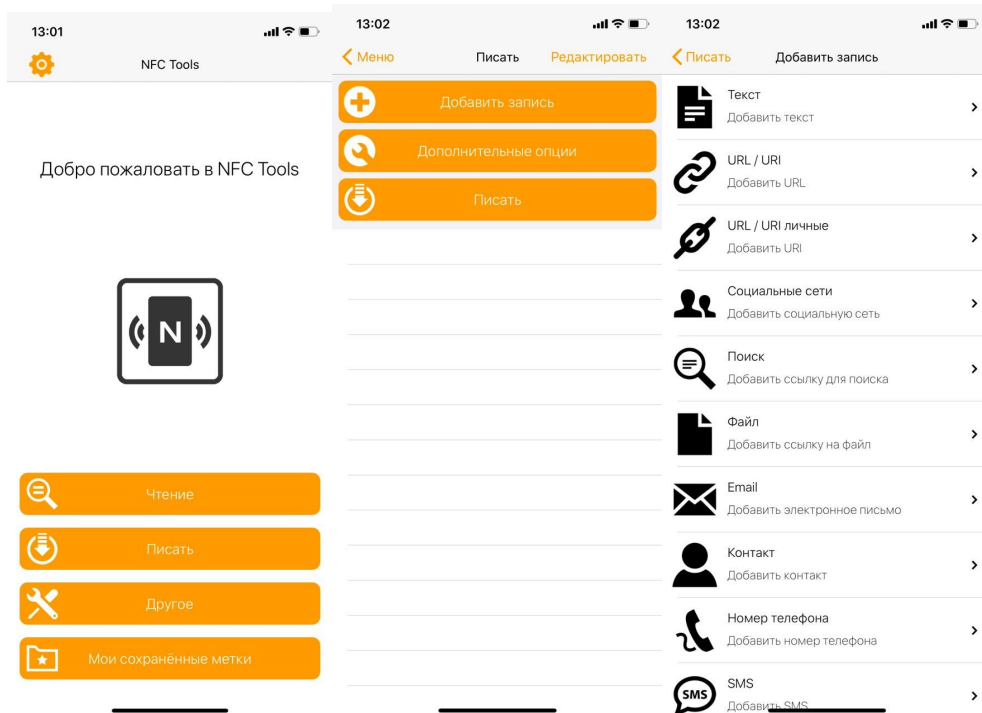 13:01
NFC Tools
Добро пожаловать в NFC Tools
N
Чтение
Писать
Другое
Мои сохранённые метки
13:02
Меню
Писать
Редактировать
Добавить запись
Дополнительные опции
Писать
13:02
Писать
Добавить запись
Текст
Добавить текст
URL / URI
Добавить URL
URL / URI личные
Добавить URI
Социальные сети
Добавить социальную сеть
Поиск
Добавить ссылку для поиска
Файл
Добавить ссылку на файл
Email
Добавить электронное письмо
Контакт
Добавить контакт
Номер телефона
Добавить номер телефона
SMS
SMS
Добавить SMS